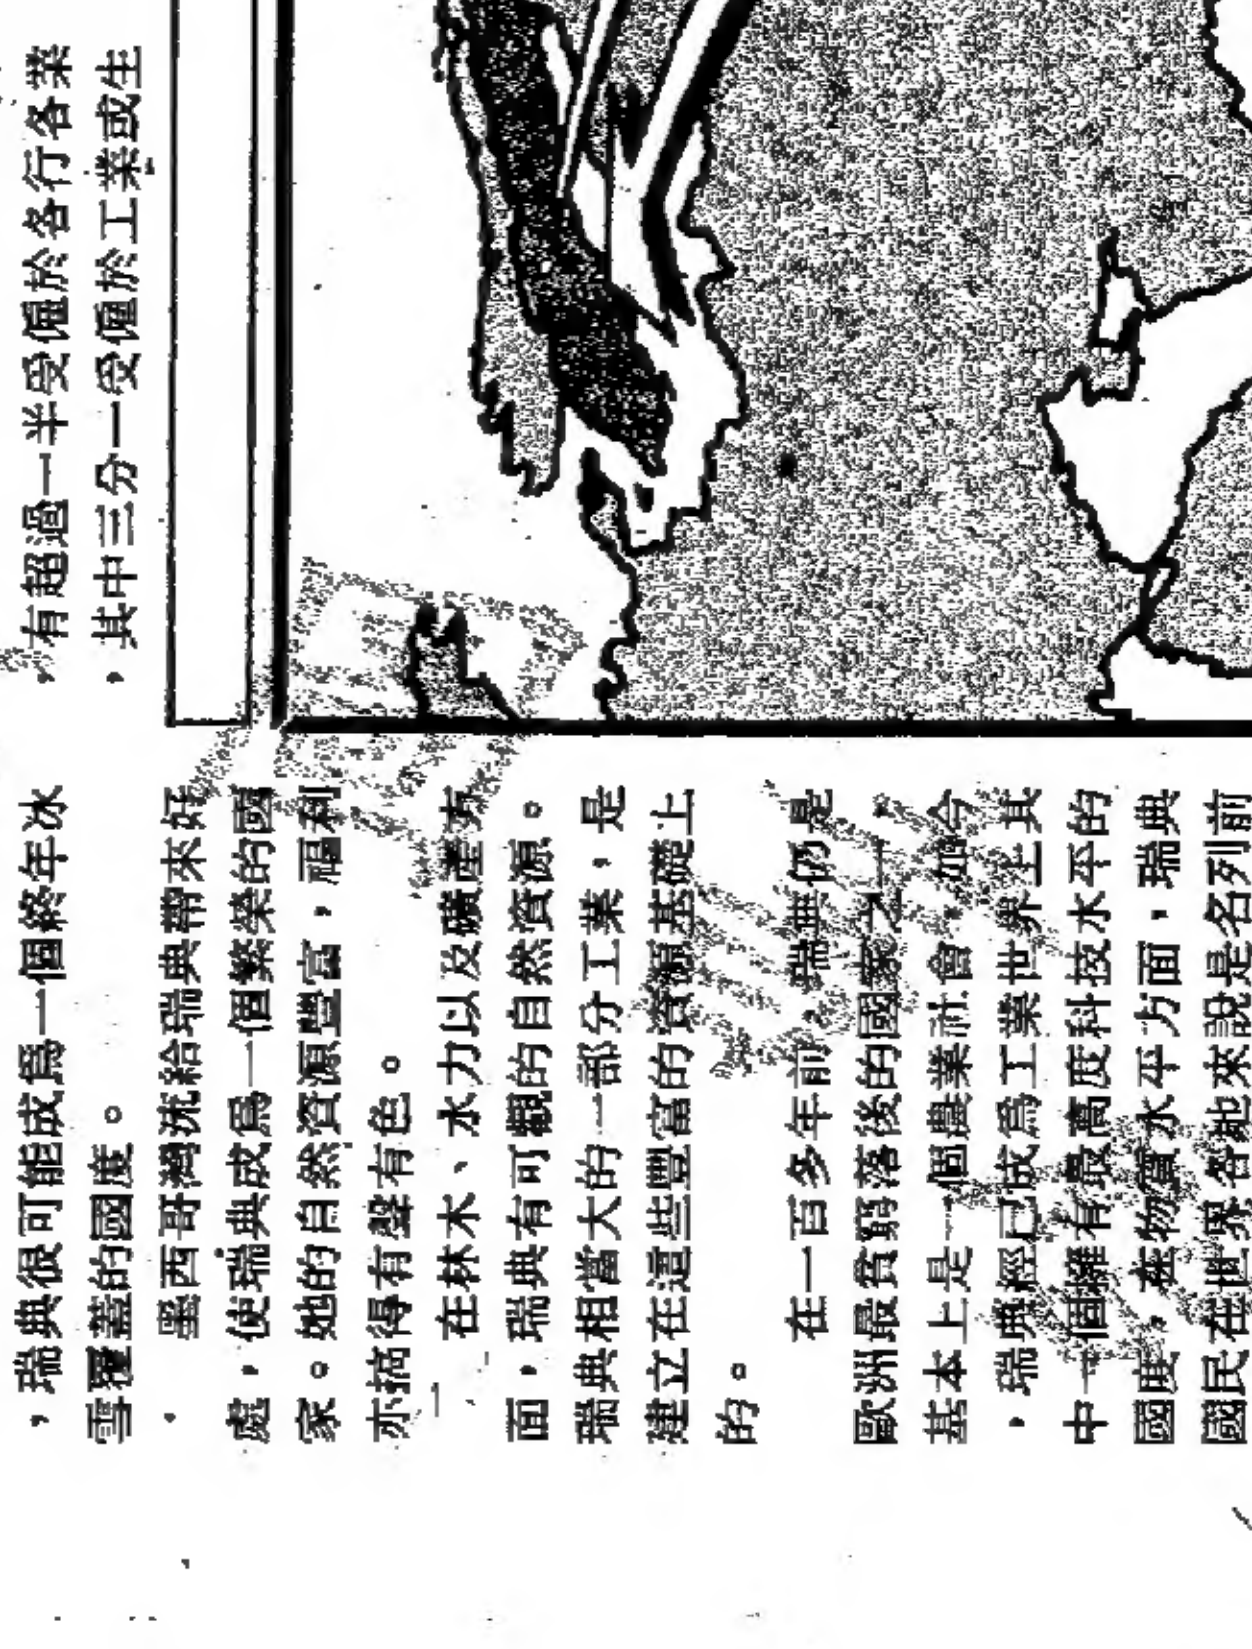 ，瑞典很可能成爲一個終年冰
雪覆蓋的國度。
墨西哥灣流給瑞典帶來好
處，使瑞典成爲一個繁榮的國
家。她的自然資源豐富，福利
亦搞得有聲有色。
在林木、水力以及礦產方
面，瑞典有可觀的自然資源。
瑞典相當大的一部分工業，是
建立在這些豐富的資源基礎上
的。
在一百多年前，瑞典仍是
歐洲最貧窮落後的國家之一，
基本上是一個農業社會，如今
，瑞典經已成爲工業世界上其
中一個擁有最高度科技水平的
國度，在物質水平方面，瑞典
國民在世界各地來說是名列前
，有超過一半受僱於各行各業
，其中三分一受僱於工業或生